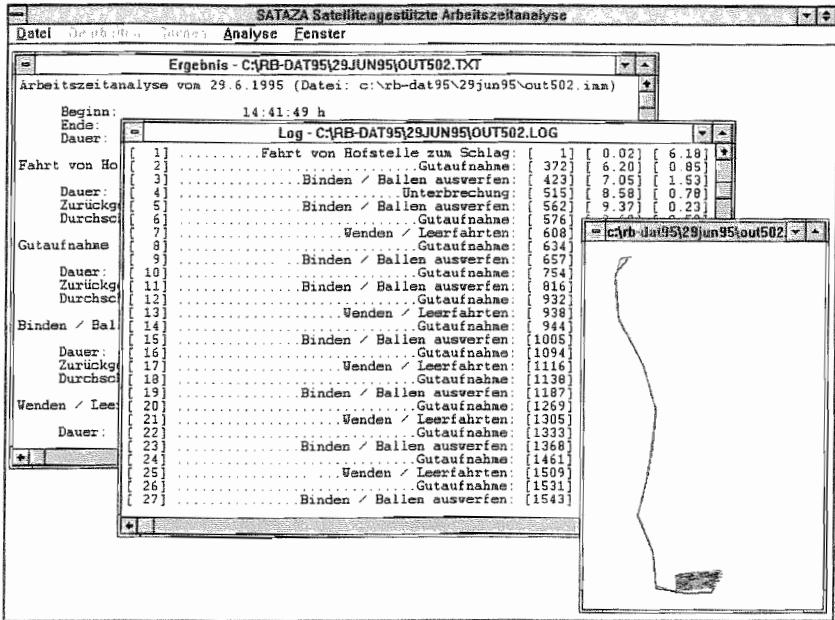 SATAZA Satellitengestützte Arbeitszeitanalyse
Datei Analyse Fenster
Ergebnis - C:\RB-DAT95\29JUN95\OUT502.TXT
Arbeitszeitanalyse vom 29.6.1995 (Datei: c:\rb-dat95\29jun95\out502.imm)
Beginn: 14:41:49 h
Ende:
Dauer:
Fahrt von Ho
Dauer:
Zurückg
Durchsc
Gutaufnahme
Dauer:
Zurückg
Durchsc
Binden / Bal
Dauer:
Zurückg
Durchsc
Wenden / Lee
Dauer:
Log - C:\RB-DAT95\29JUN95\OUT502.LOG
[ 1] ..........Fahrt von Hofstelle zum Schlag: [ 1] [ 0.02] [ 6.18]
[ 2] ..............................Gutaufnahme: [ 372] [ 6.20] [ 0.85]
[ 3] ...............Binden / Ballen auswerfen: [ 423] [ 7.05] [ 1.53]
[ 4] .............................Unterbrechung: [ 515] [ 8.58] [ 0.78]
[ 5] ...............Binden / Ballen auswerfen: [ 562] [ 9.37] [ 0.23]
[ 6] ..............................Gutaufnahme: [ 576]
[ 7] ....................Wenden / Leerfahrten: [ 608]
[ 8] ..............................Gutaufnahme: [ 634]
[ 9] ...............Binden / Ballen auswerfen: [ 657]
[ 10] ..............................Gutaufnahme: [ 754]
[ 11] ...............Binden / Ballen auswerfen: [ 816]
[ 12] ..............................Gutaufnahme: [ 932]
[ 13] ....................Wenden / Leerfahrten: [ 938]
[ 14] ..............................Gutaufnahme: [ 944]
[ 15] ...............Binden / Ballen auswerfen: [1005]
[ 16] ..............................Gutaufnahme: [1094]
[ 17] ....................Wenden / Leerfahrten: [1116]
[ 18] ..............................Gutaufnahme: [1138]
[ 19] ...............Binden / Ballen auswerfen: [1187]
[ 20] ..............................Gutaufnahme: [1269]
[ 21] ....................Wenden / Leerfahrten: [1305]
[ 22] ..............................Gutaufnahme: [1333]
[ 23] ...............Binden / Ballen auswerfen: [1368]
[ 24] ..............................Gutaufnahme: [1461]
[ 25] ....................Wenden / Leerfahrten: [1509]
[ 26] ..............................Gutaufnahme: [1531]
[ 27] ...............Binden / Ballen auswerfen: [1543]
c:\rb-dat95\29jun95\out502